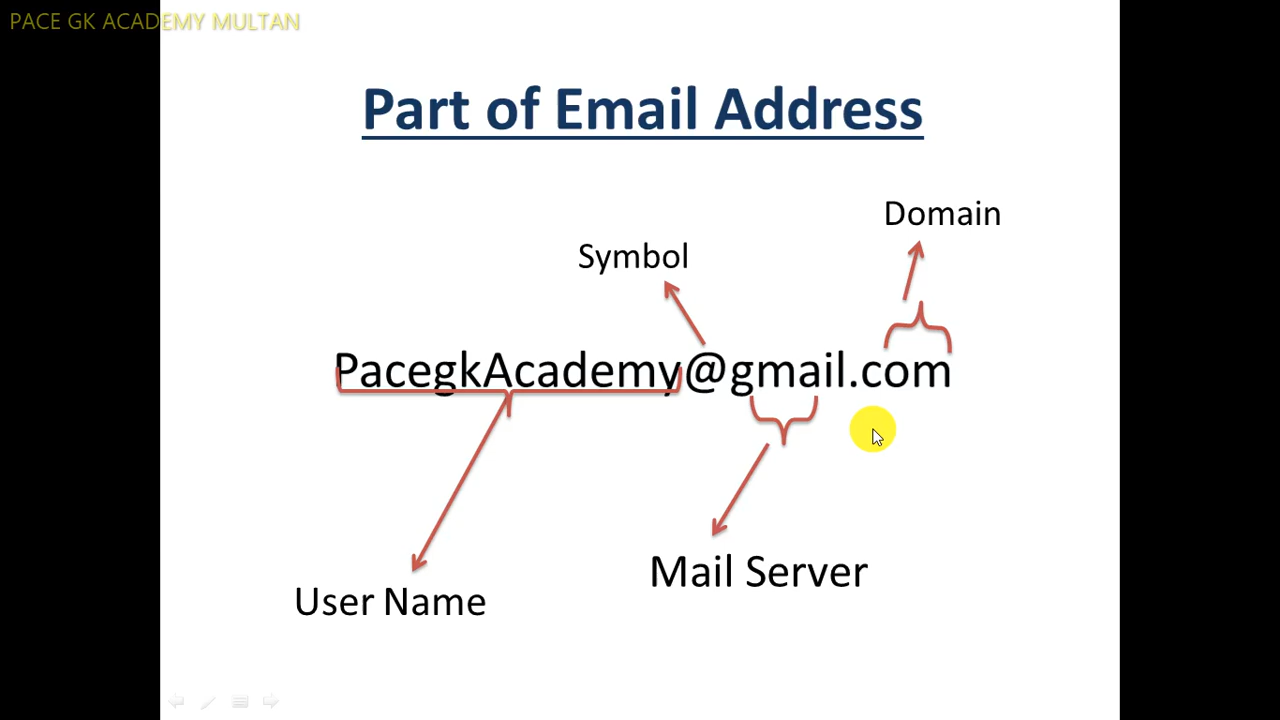 PACE GK ACADEMY MULTAN
Part of Email Address
Domain
Symbol
PacegkAcademy@gmail.com
Mail Server
User Name